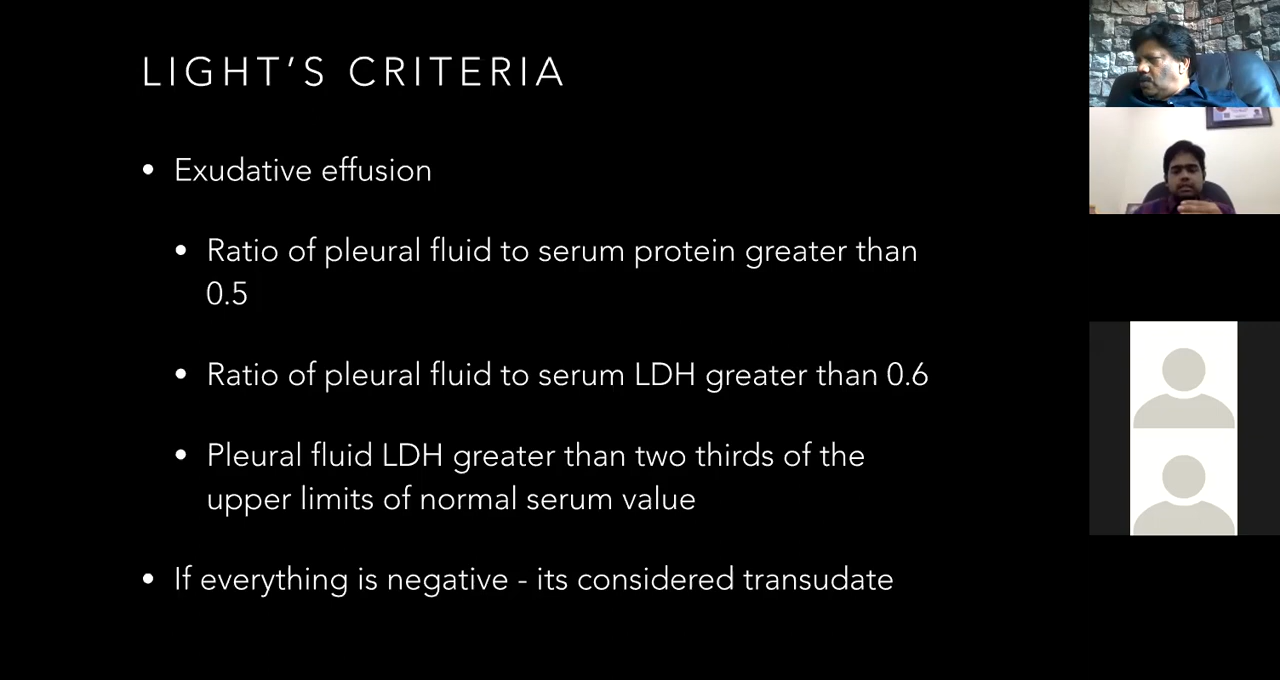 LIGHT’S CRITERIA
• Exudative effusion
• Ratio of pleural fluid to serum protein greater than
0.5
• Ratio of pleural fluid to serum LDH greater than 0.6
• Pleural fluid LDH greater than two thirds of the
upper limits of normal serum value
• If everything is negative - its considered transudate